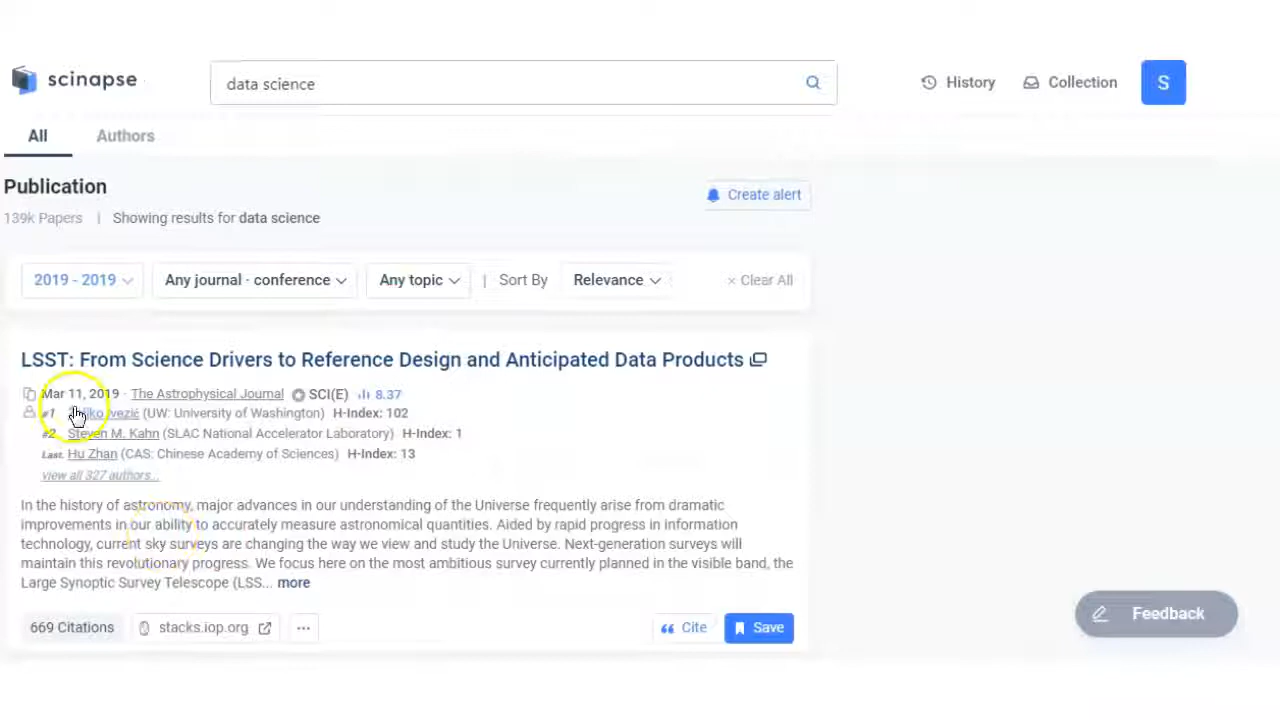 scinapse
data science
History
Collection
S
All
Authors
Publication
Create alert
139k Papers | Showing results for data science
2019 - 2019
Any journal · conference
Any topic
| Sort By
Relevance
× Clear All
LSST: From Science Drivers to Reference Design and Anticipated Data Products
Mar 11, 2019 · The Astrophysical Journal SCI(E) 8.37
#1 Ivezić (UW: University of Washington) H-Index: 102
#2 Steven M. Kahn (SLAC National Accelerator Laboratory) H-Index: 1
Last. Hu Zhan (CAS: Chinese Academy of Sciences) H-Index: 13
view all 327 authors...
In the history of astronomy, major advances in our understanding of the Universe frequently arise from dramatic
improvements in our ability to accurately measure astronomical quantities. Aided by rapid progress in information
technology, current sky surveys are changing the way we view and study the Universe. Next-generation surveys will
maintain this revolutionary progress. We focus here on the most ambitious survey currently planned in the visible band, the
Large Synoptic Survey Telescope (LSS... more
669 Citations
stacks.iop.org
...
Cite
Save
Feedback